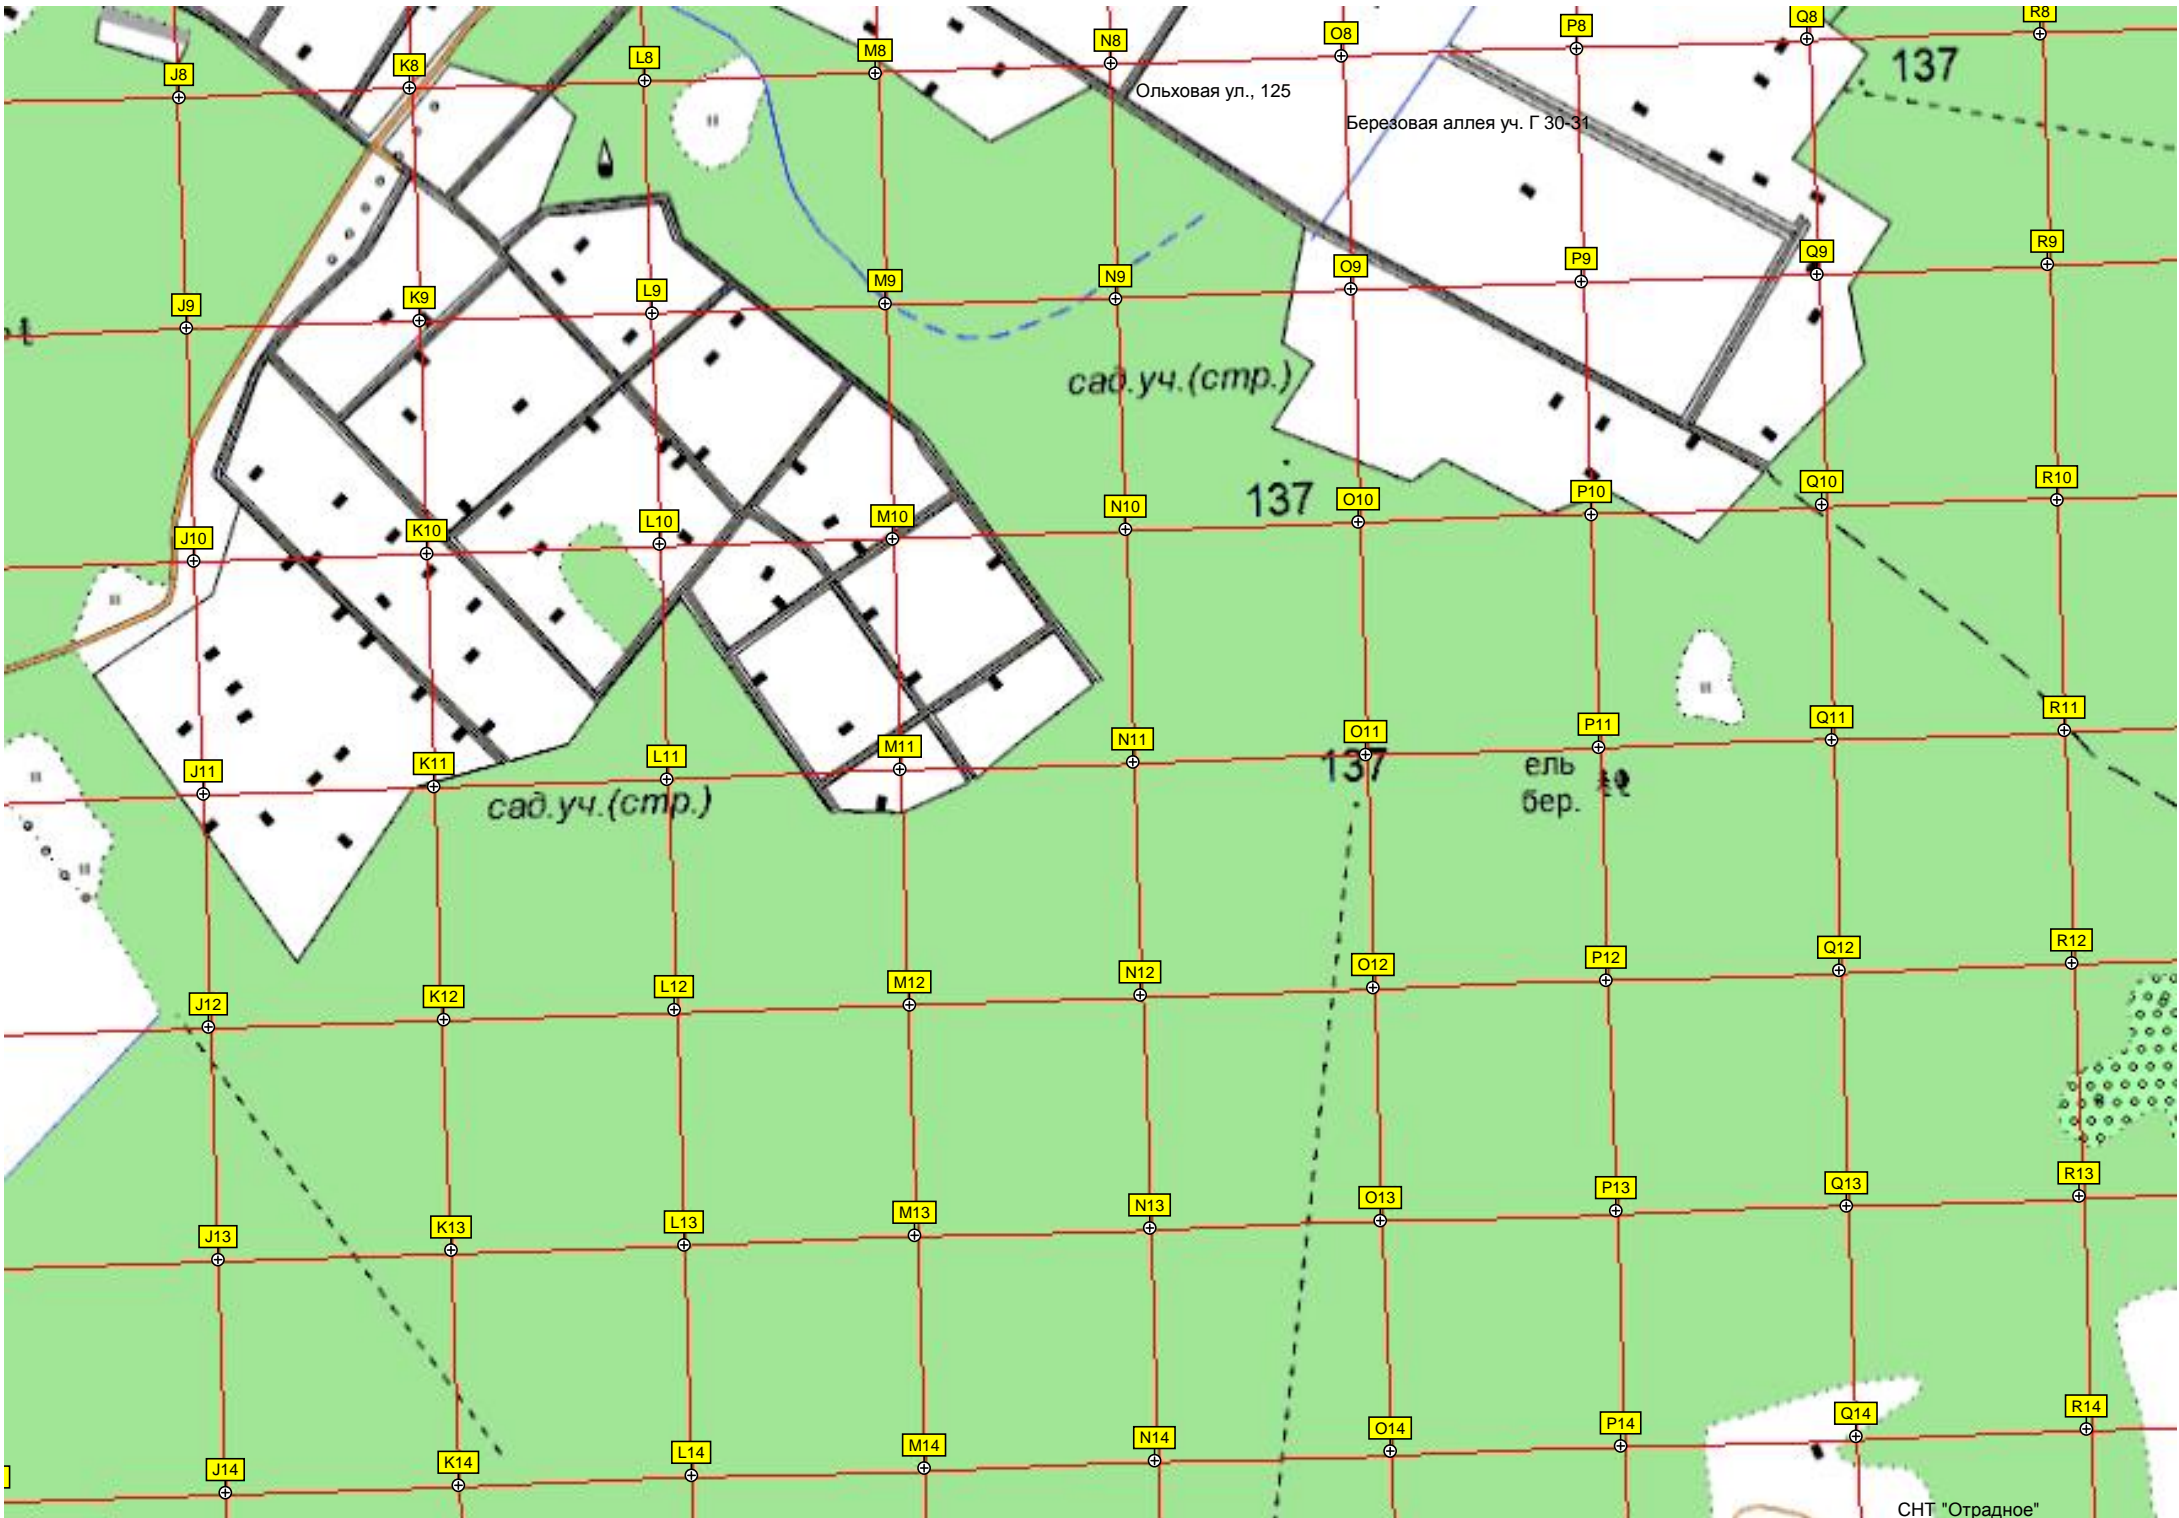 J8 K8 L8 M8 N8 O8 P8 Q8 R8
137
Ольховая ул., 125
Березовая аллея уч. Г 30-31
J9 K9 L9 M9 N9 O9 P9 Q9 R9
сад.уч.(стр.)
137
J10 K10 L10 M10 N10 O10 P10 Q10 R10
J11 K11 L11 M11 N11 O11 P11 Q11 R11
137
ель
бер.
сад.уч.(стр.)
J12 K12 L12 M12 N12 O12 P12 Q12 R12
J13 K13 L13 M13 N13 O13 P13 Q13 R13
J14 K14 L14 M14 N14 O14 P14 Q14 R14
СНТ "Отрадное"